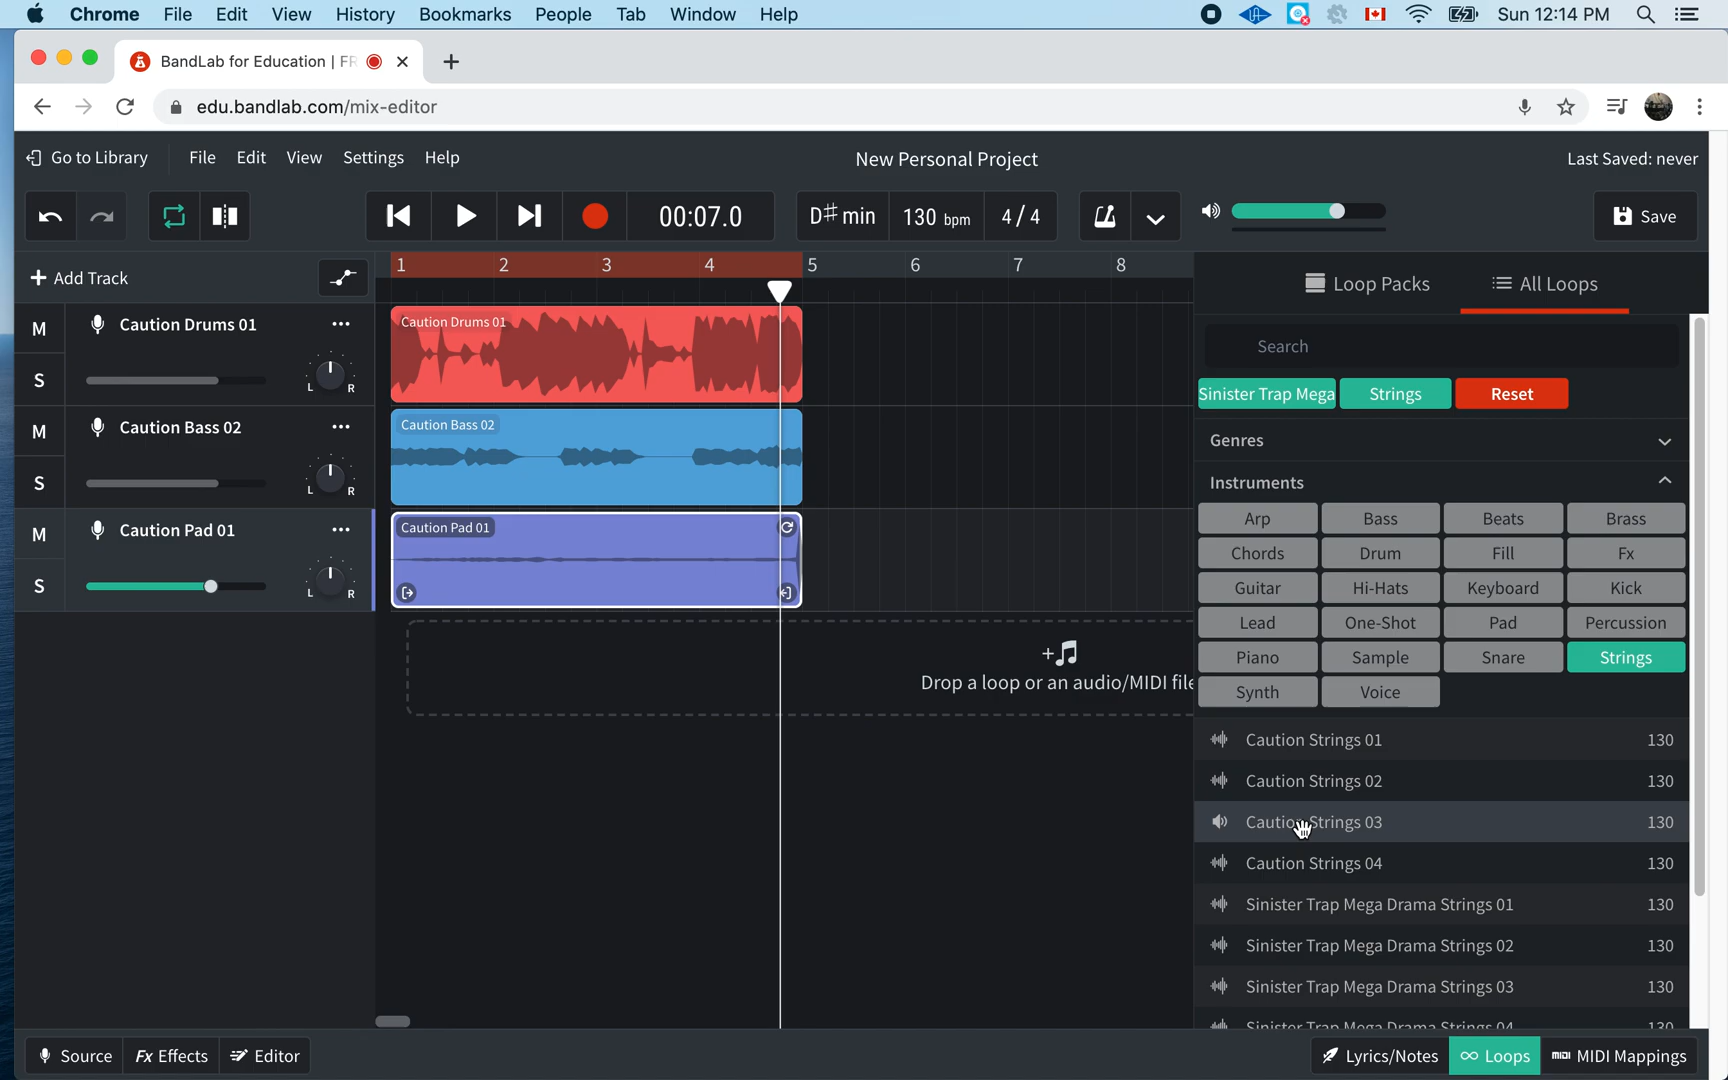 Chrome File Edit View History Bookmarks People Tab Window Help Sun 12:14 PM
BandLab for Education | FR
edu.bandlab.com/mix-editor
Go to Library File Edit View Settings Help New Personal Project Last Saved: never
00:07.0 D# min 130 bpm 4/4 Save
+ Add Track 1 2 3 4 5 6 7 8 Loop Packs All Loops
M Caution Drums 01 ... Caution Drums 01
S L R
M Caution Bass 02 ... Caution Bass 02
S L R
M Caution Pad 01 ... Caution Pad 01
S L R
Drop a loop or an audio/MIDI file
Search
Sinister Trap Mega Strings Reset
Genres
Instruments
Arp Bass Beats Brass
Chords Drum Fill Fx
Guitar Hi-Hats Keyboard Kick
Lead One-Shot Pad Percussion
Piano Sample Snare Strings
Synth Voice
Caution Strings 01 130
Caution Strings 02 130
Caution Strings 03 130
Caution Strings 04 130
Sinister Trap Mega Drama Strings 01 130
Sinister Trap Mega Drama Strings 02 130
Sinister Trap Mega Drama Strings 03 130
Sinister Trap Mega Drama Strings 04 130
Source Fx Effects Editor Lyrics/Notes Loops MIDI MIDI Mappings